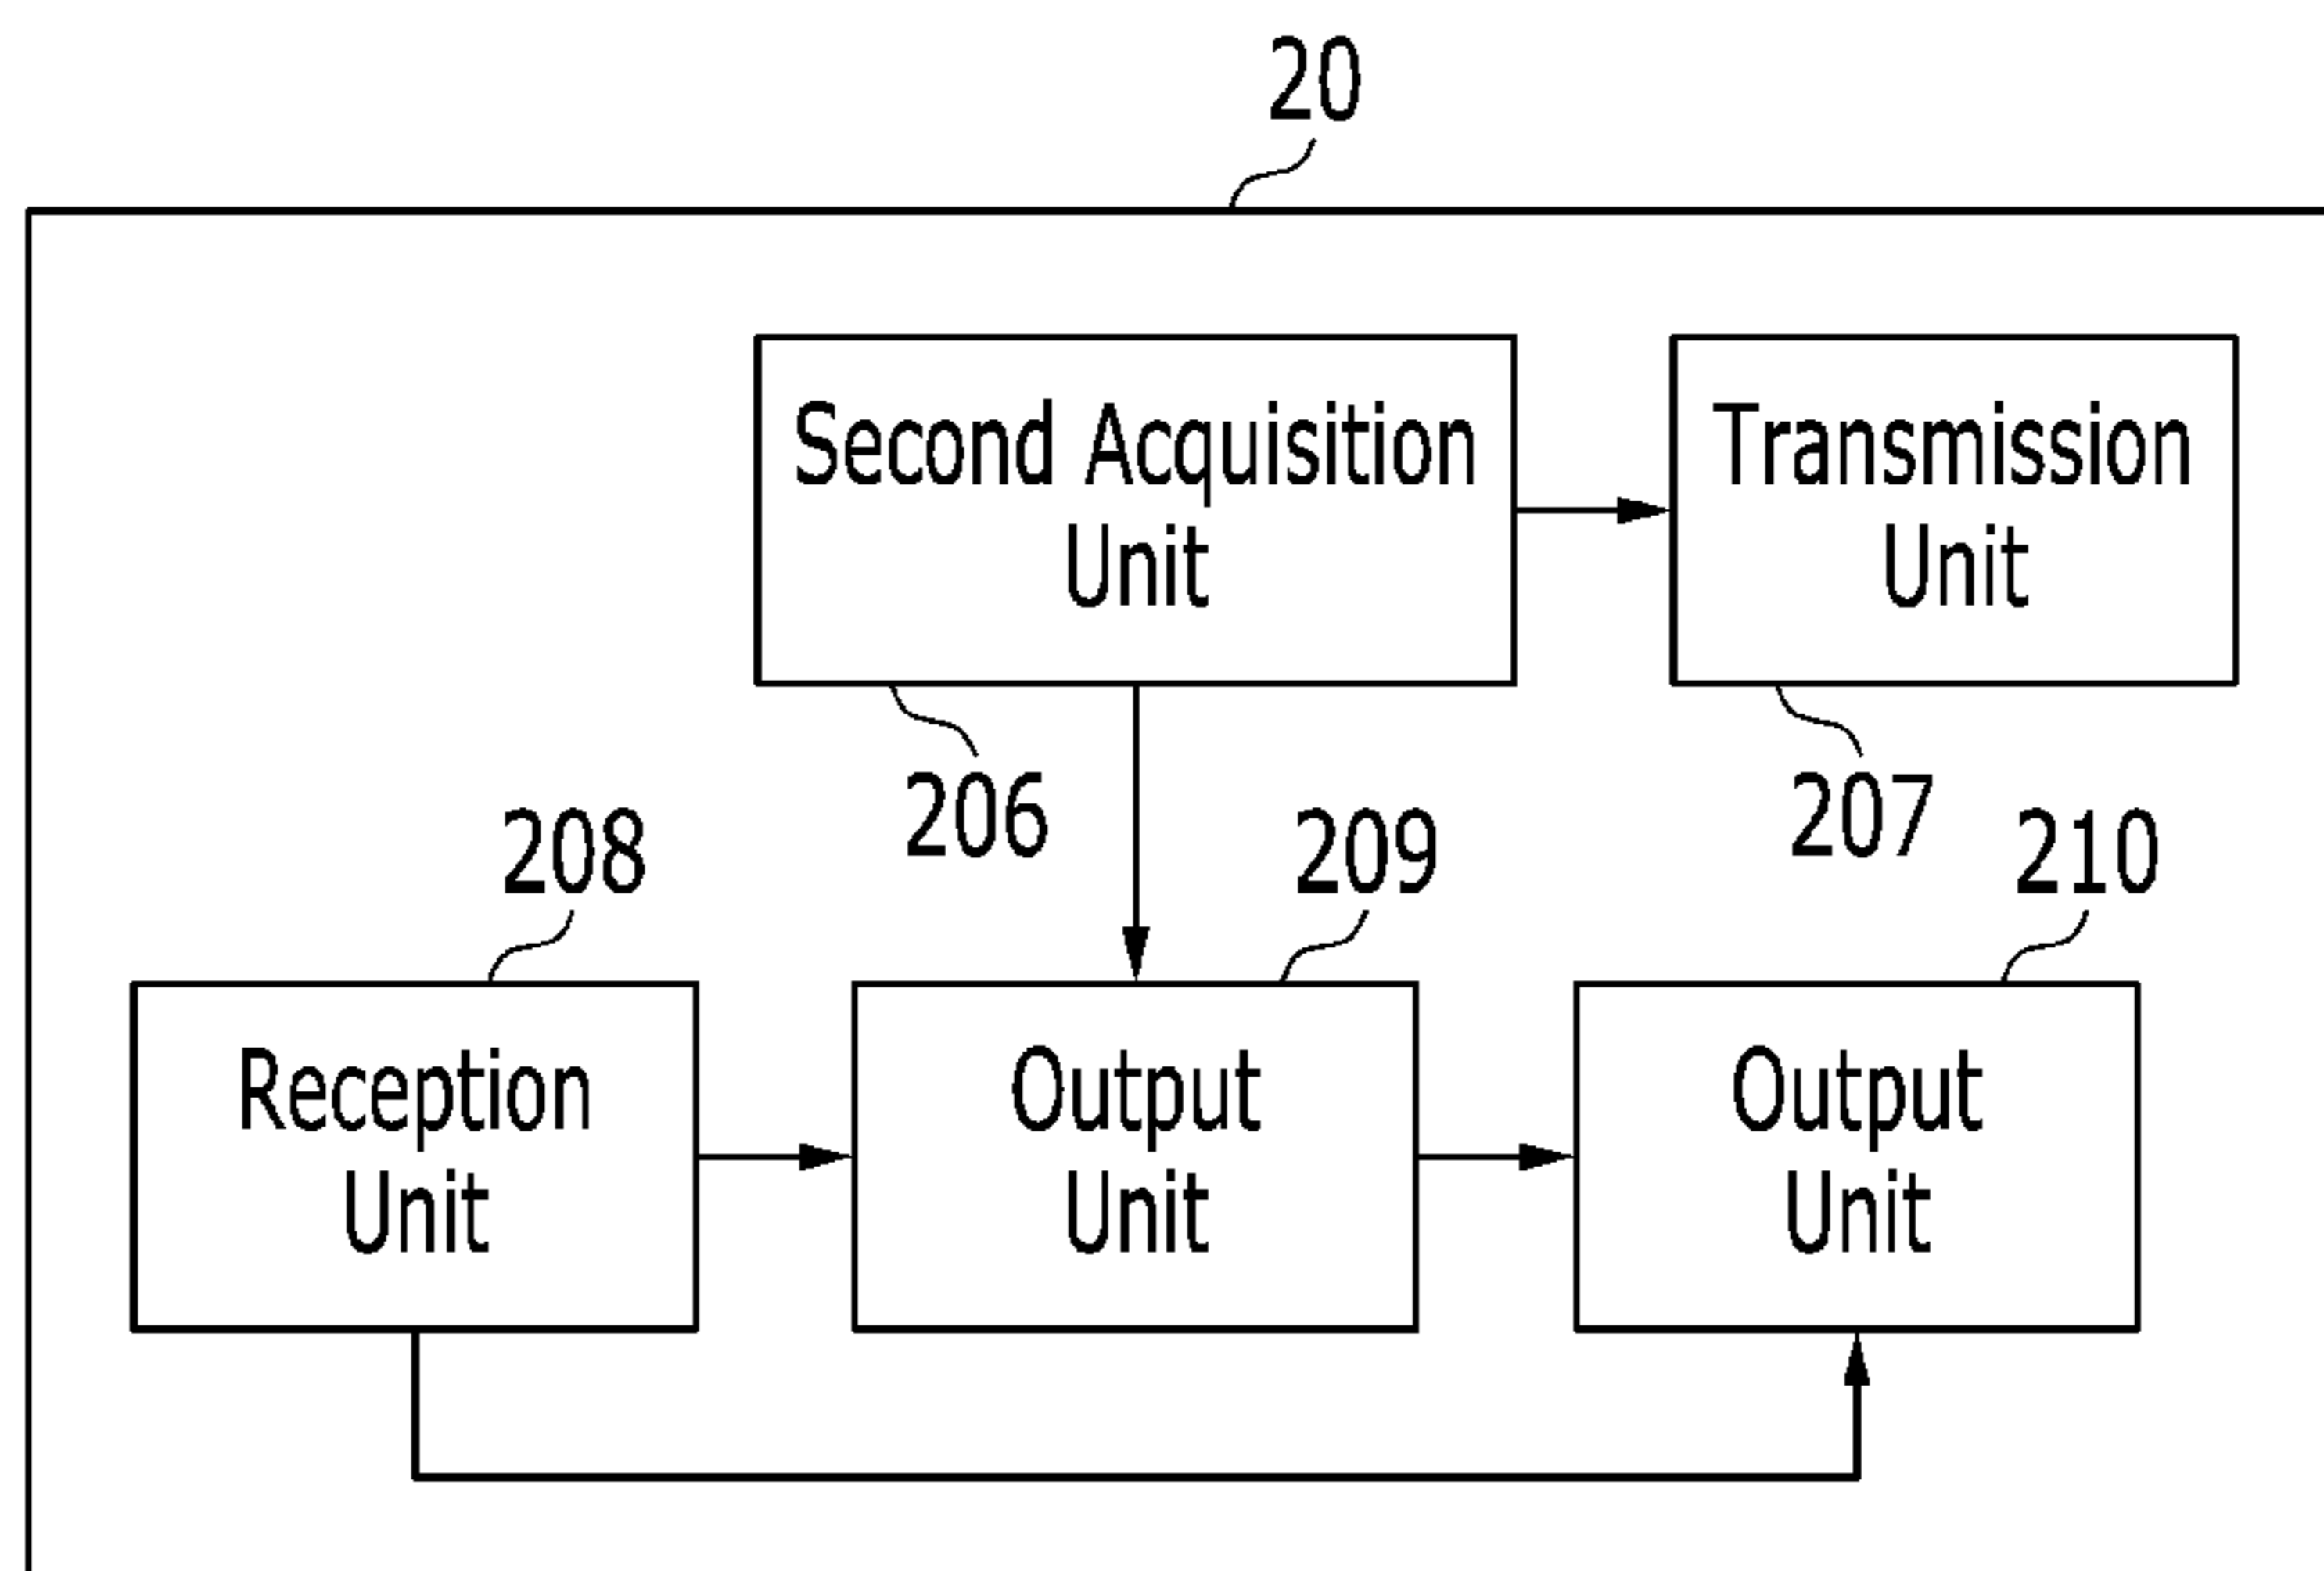 20
Second Acquisition
Unit
Transmission
Unit
206
207
208
209
210
Reception
Unit
Output
Unit
Output
Unit